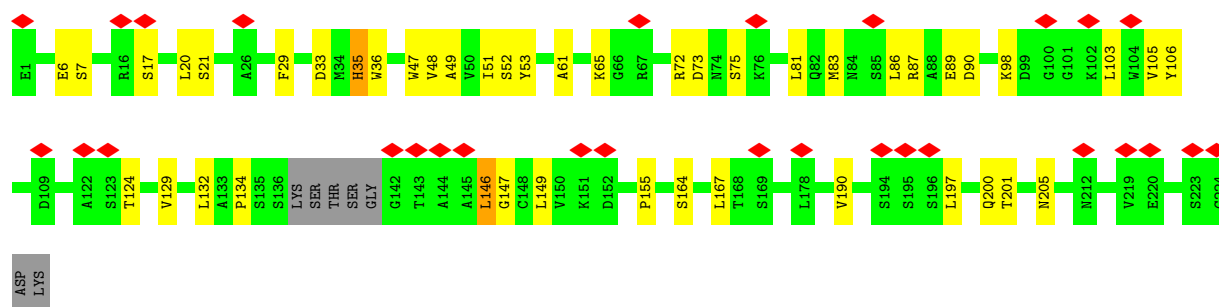 E1 E6 S7 R16 S17 L20 S21 A26 F29 D33 M34 H35 W36 W47 V48 A49 V50 I51 S52 Y53 A61 K65 G66 R67 R72 D73 N74 S75 K76 L81 Q82 M83 N84 S85 L86 R87 A88 E89 D90 K98 D99 G100 G101 K102 L103 W104 V105 Y106
D109 A122 S123 T124 V129 L132 A133 P134 S135 S136 LYS SER THR SER GLY G142 T143 A144 A145 L146 G147 C148 L149 V150 K151 D152 P155 S164 L167 T168 S169 L178 V190 S194 S195 S196 L197 Q200 T201 N205 N212 V219 E220 S223
ASP LYS